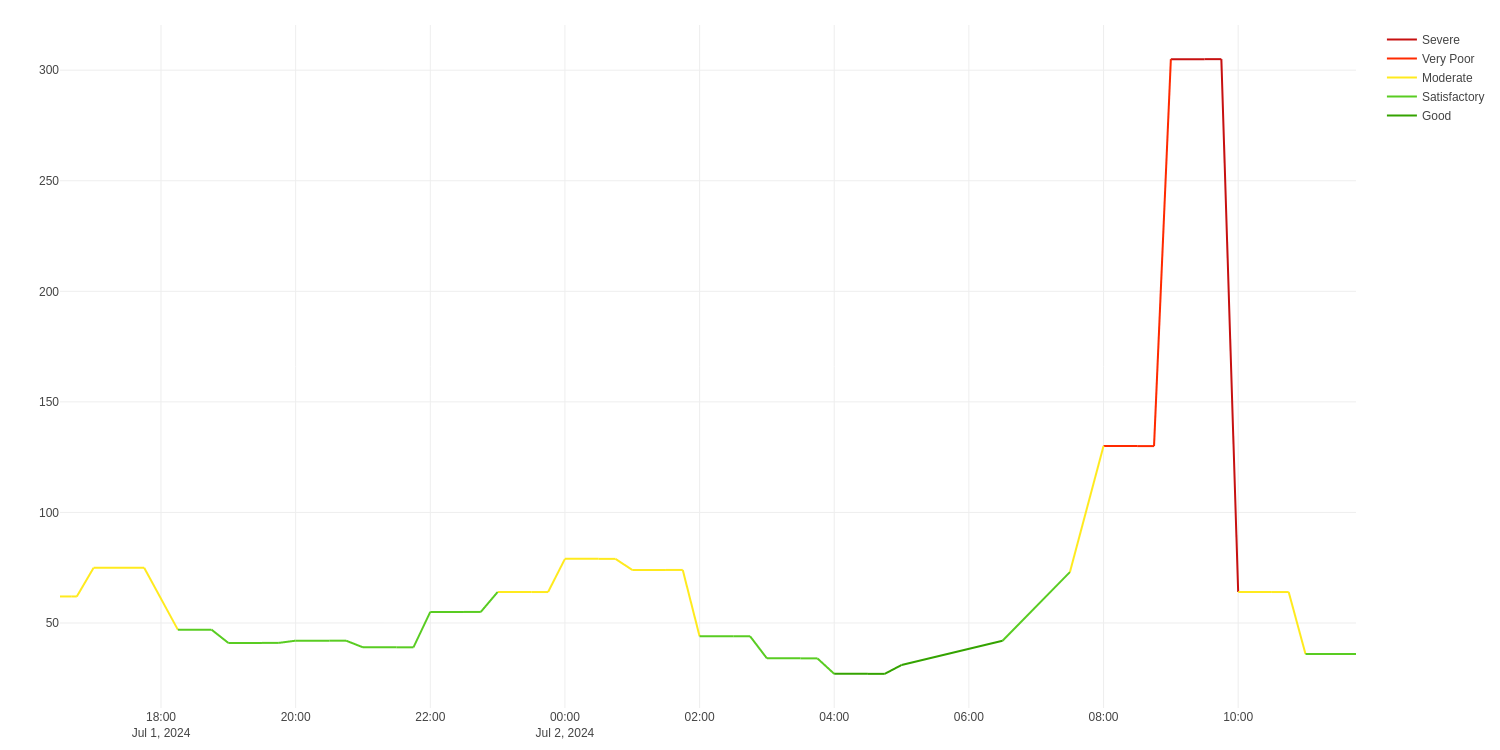 300
250
200
150
100
50
18:00
Jul 1, 2024
20:00
22:00
00:00
Jul 2, 2024
02:00
04:00
06:00
08:00
10:00
Severe
Very Poor
Moderate
Satisfactory
Good